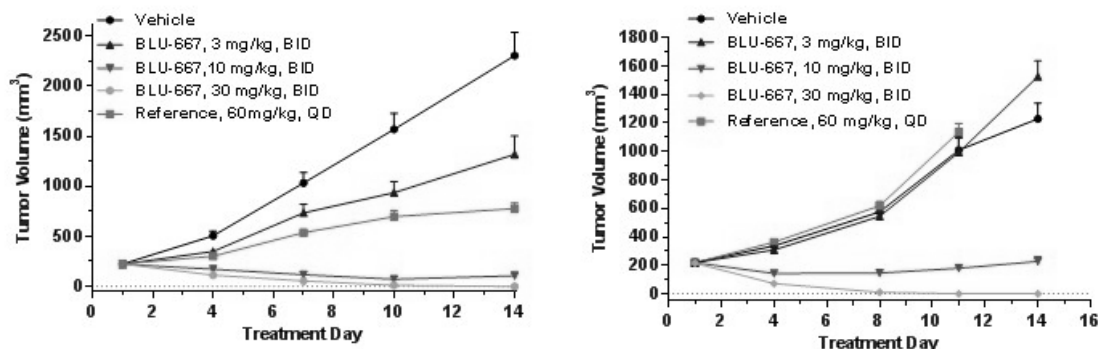 Vehicle
BLU-667, 3 mg/kg, BID
BLU-667,10 mg/kg, BID
BLU-667, 30 mg/kg, BID
Reference, 60mg/kg, QD
Tumor Volume (mm³)
2500
2000
1500
1000
500
0
0 2 4 6 8 10 12 14
Treatment Day
Vehicle
BLU-667, 3 mg/kg, BID
BLU-667, 10 mg/kg, BID
BLU-667, 30 mg/kg, BID
Reference, 60 mg/kg, QD
Tumor Volume (mm³)
1800
1600
1400
1200
1000
800
600
400
200
0
0 2 4 6 8 10 12 14 16
Treatment Day